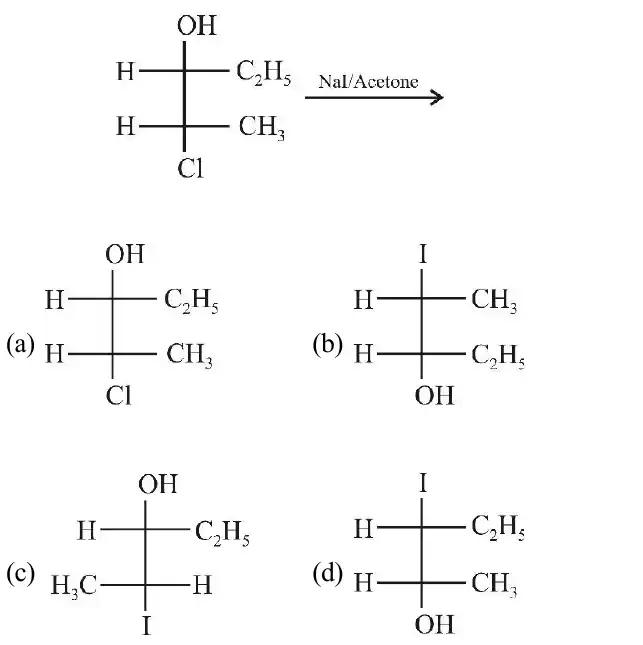 OH
H C₂H₅ NaI/Acetone
H CH₃
Cl
OH I
H C₂H₅ H CH₃
(a) H CH₃ (b) H C₂H₅
Cl OH
OH I
H C₂H₅ H C₂H₅
(c) H₃C H (d) H CH₃
I OH